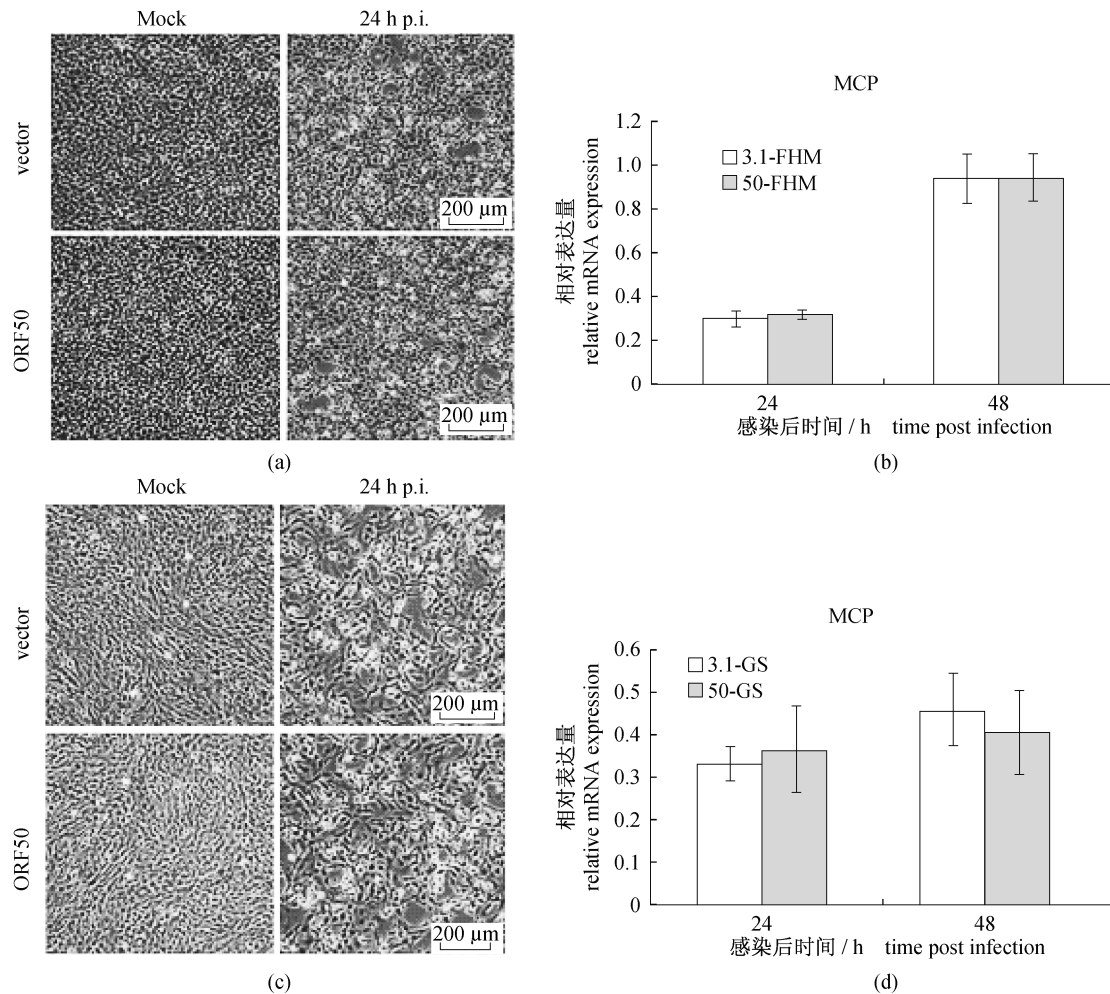 Mock
24 h p.i.
vector
200 µm
ORF50
200 µm
(a)
MCP
1.2
1.0
0.8
0.6
0.4
0.2
0
3.1-FHM
50-FHM
相对表达量
relative mRNA expression
24
48
感染后时间 / h time post infection
(b)
Mock
24 h p.i.
vector
200 µm
ORF50
200 µm
(c)
MCP
0.6
0.5
0.4
0.3
0.2
0.1
0
3.1-GS
50-GS
相对表达量
relative mRNA expression
24
48
感染后时间 / h time post infection
(d)